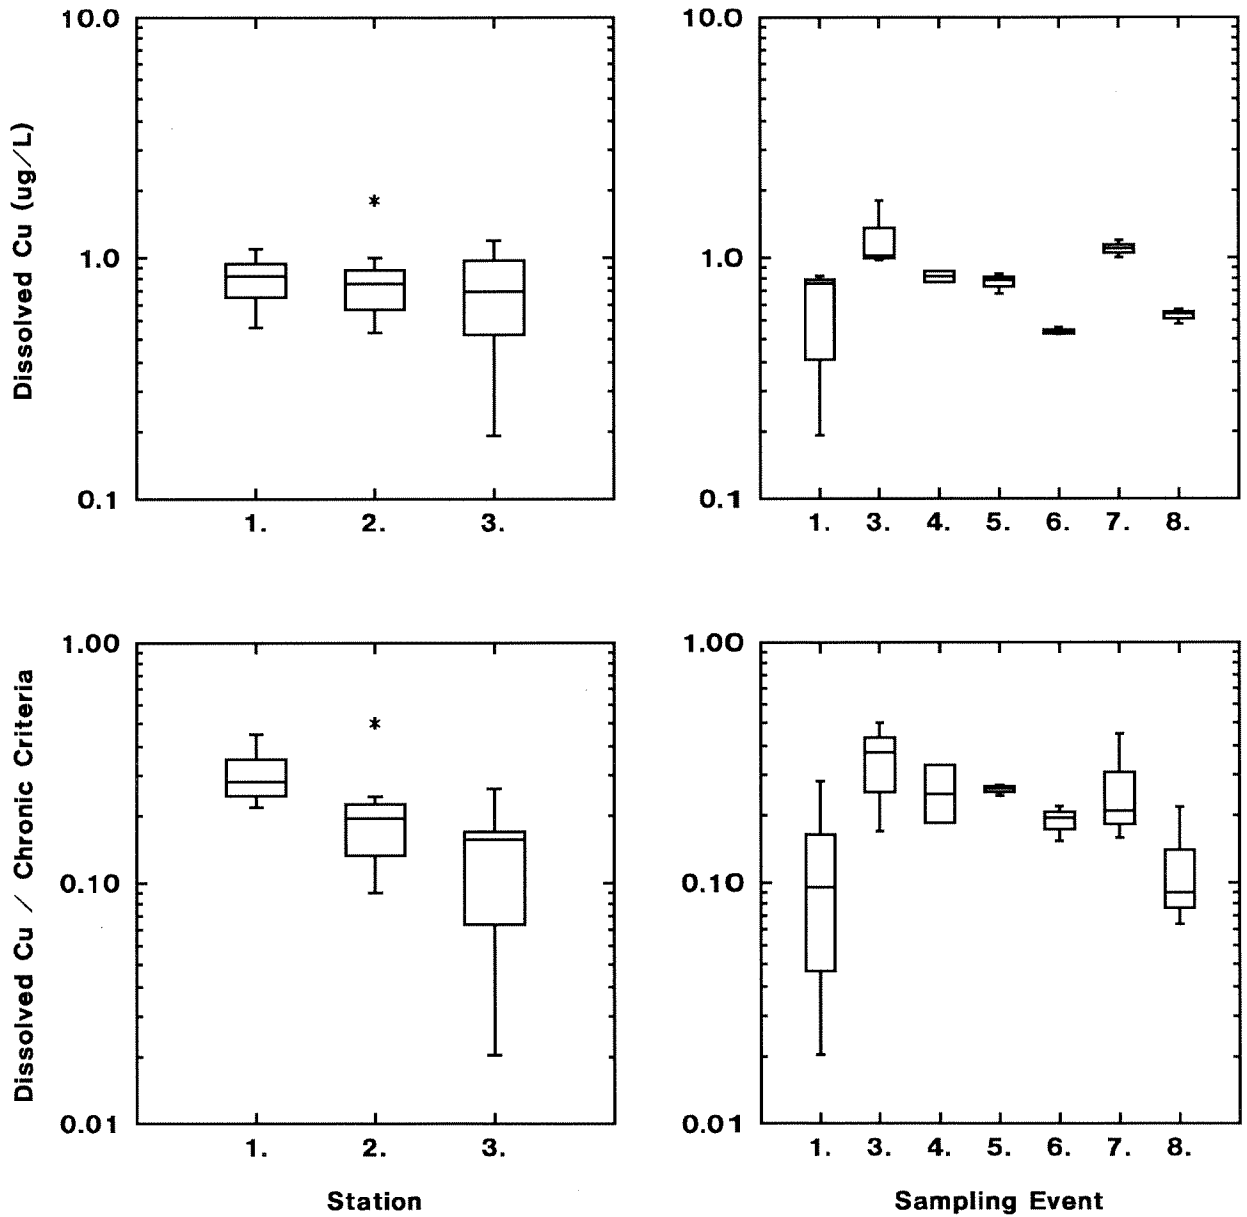 Dissolved Cu (ug/L)
10.0
1.0
0.1
1. 2. 3.
10.0
1.0
0.1
1. 3. 4. 5. 6. 7. 8.
Dissolved Cu / Chronic Criteria
1.00
0.10
0.01
1. 2. 3.
Station
1.00
0.10
0.01
1. 3. 4. 5. 6. 7. 8.
Sampling Event